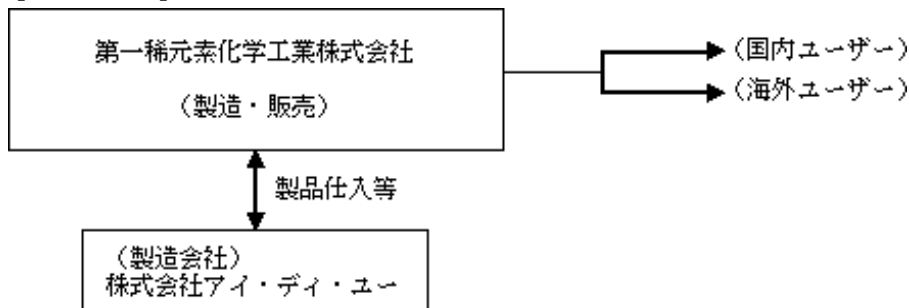 第一稀元素化学工業株式会社
(製造・販売)
(国内ユーザー)
(海外ユーザー)
製品仕入等
(製造会社)
株式会社アイ・ディ・ユー